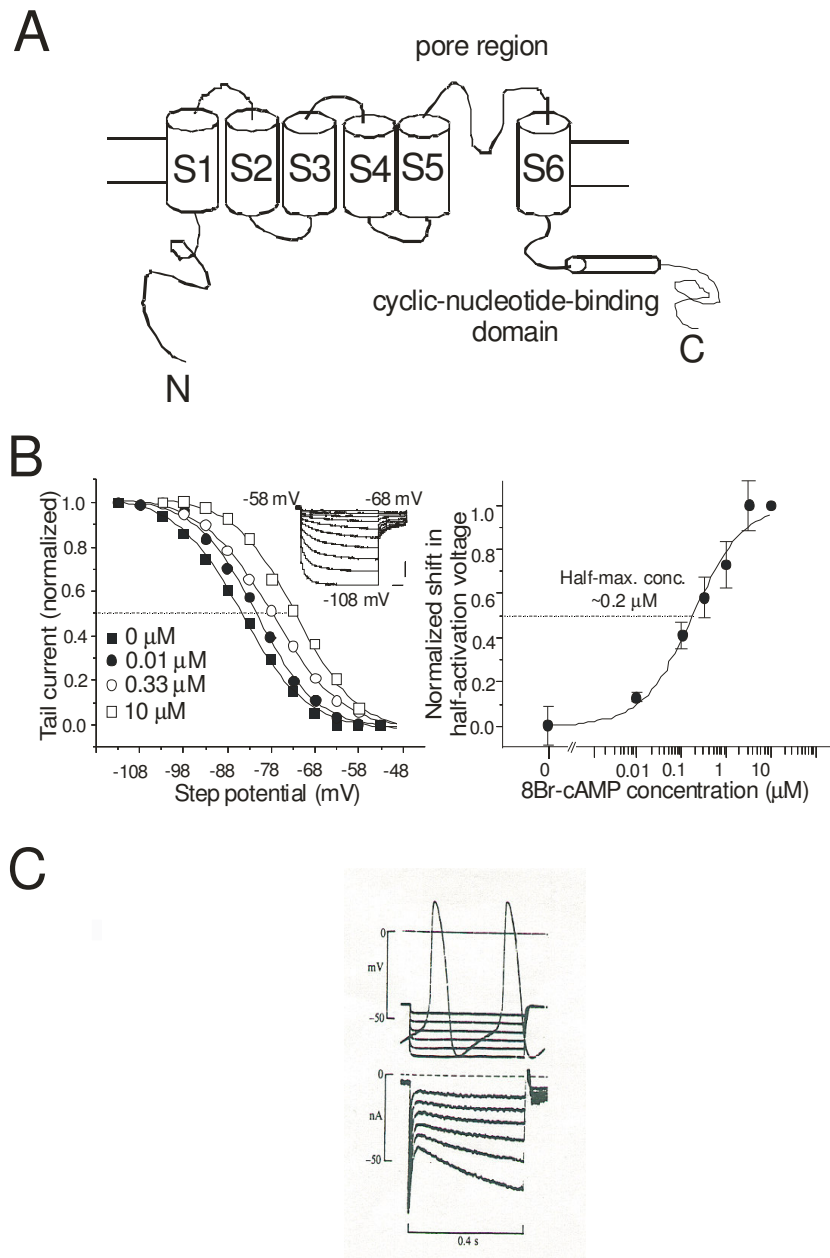 A
pore region
S1 S2 S3 S4 S5 S6
cyclic-nucleotide-binding
domain
N
C
B
Tail current (normalized)
1.0
0.8
0.6
0.4
0.2
0.0
-58 mV
-68 mV
-108 mV
0 µM
0.01 µM
0.33 µM
10 µM
-108 -98 -88 -78 -68 -58 -48
Step potential (mV)
Normalized shift in
half-activation voltage
1.0
0.8
0.6
0.4
0.2
0.0
Half-max. conc.
~0.2 µM
0 0.01 0.1 1 10
8Br-cAMP concentration (µM)
C
0
mV
-50
0
nA
-50
0.4 s